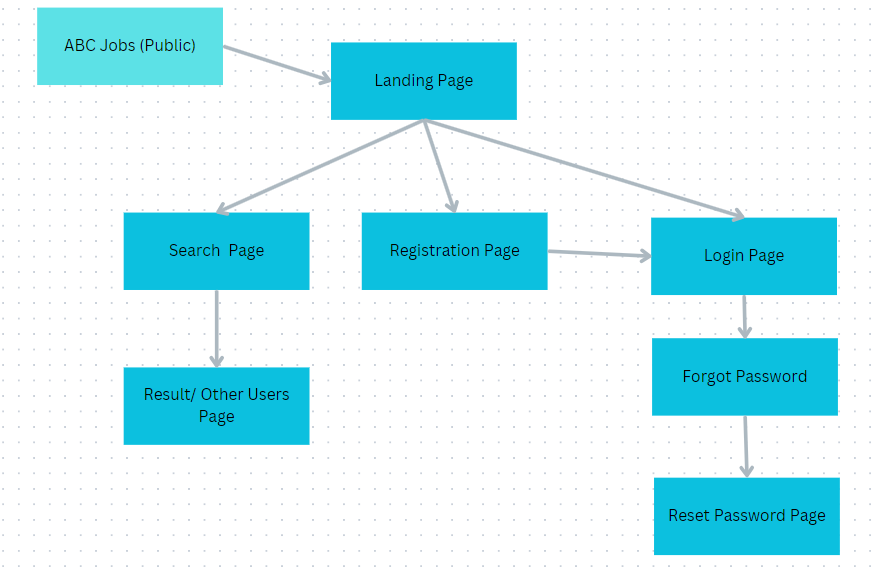 ABC Jobs (Public)
Landing Page
Search Page
Registration Page
Login Page
Result/ Other Users
Page
Forgot Password
Reset Password Page